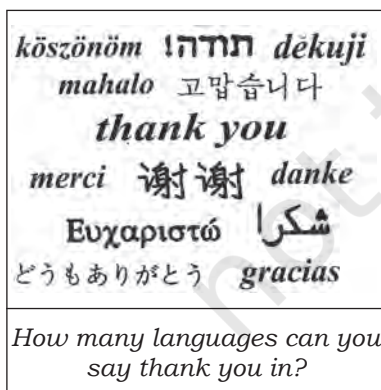 köszönöm !תודה děkuji
mahalo 고맙습니다
thank you
merci 谢谢 danke
Ευχαριστώ شكرا
どうもありがとう gracias
not
How many languages can you
say thank you in?